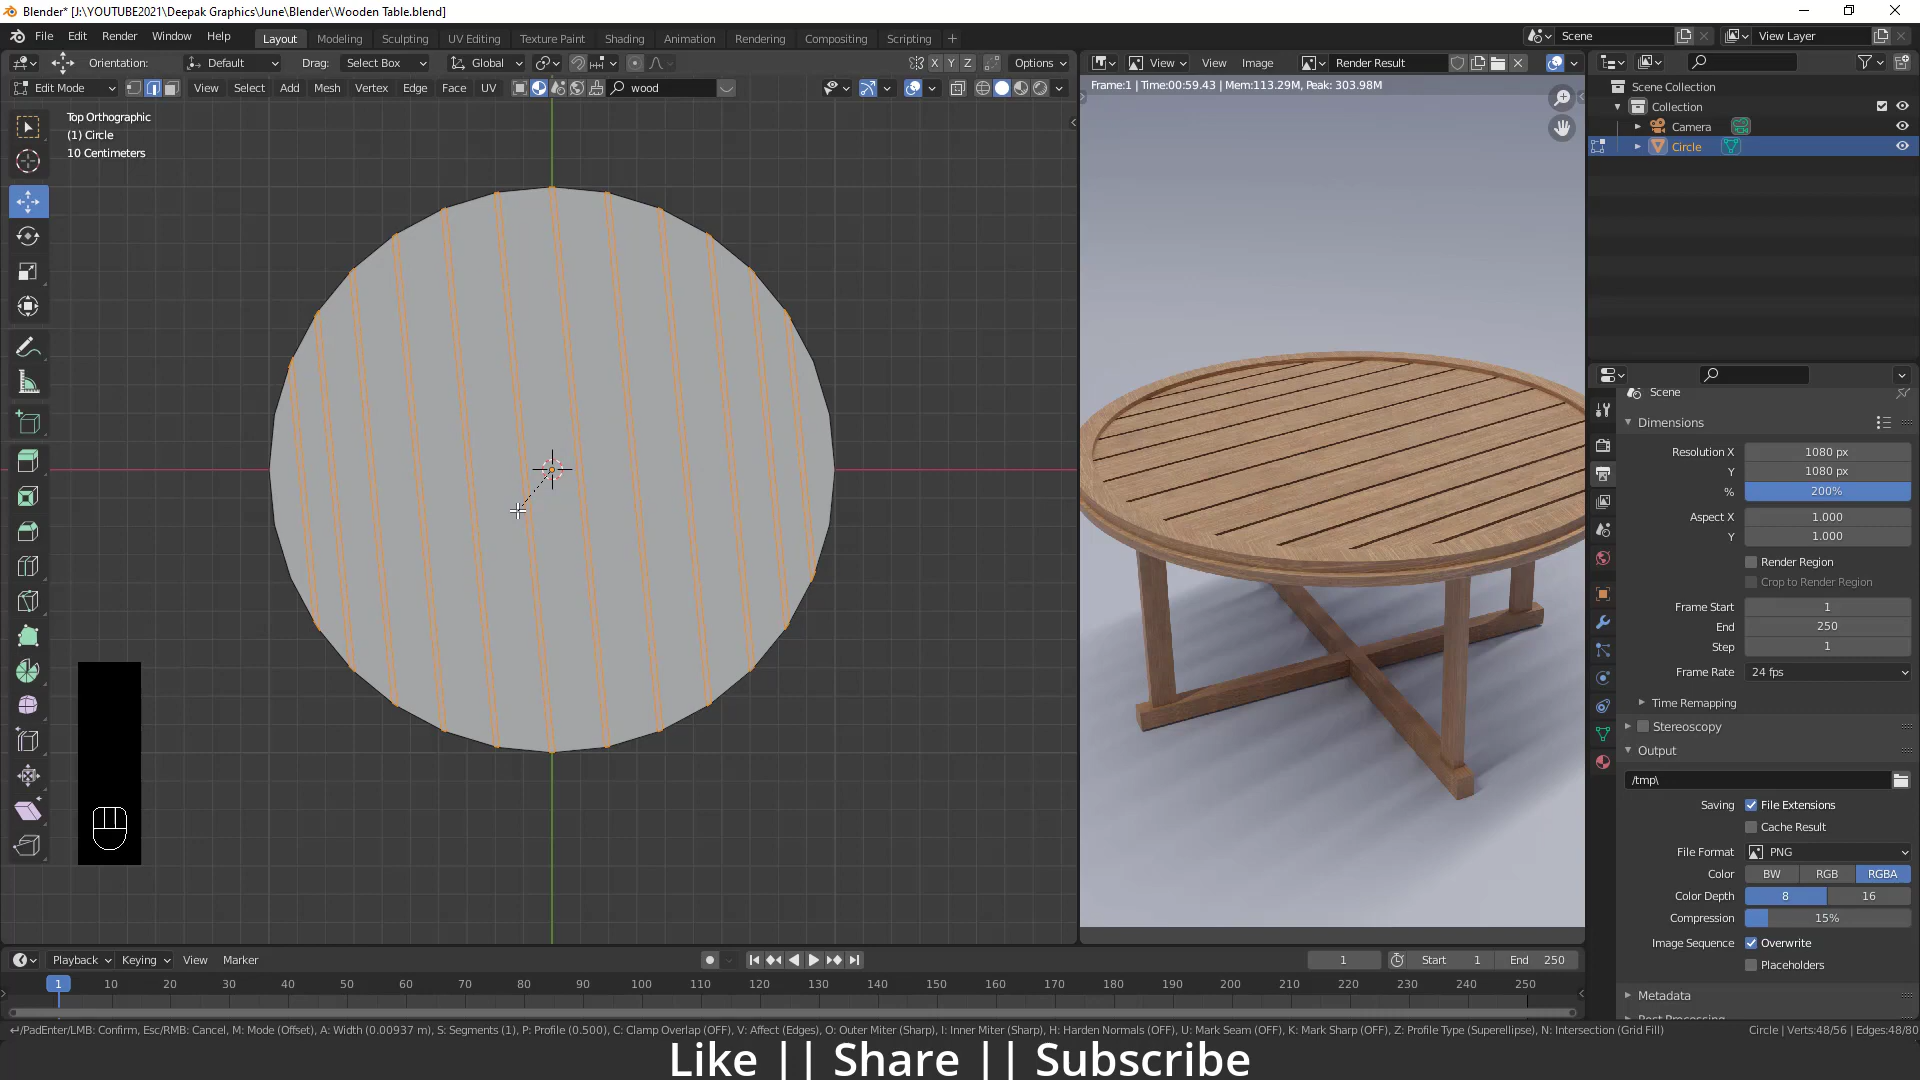 Blender* [J:\YOUTUBE2021\Deepak Graphics\June\Blender\Wooden Table.blend]
File Edit Render Window Help Layout Modeling Sculpting UV Editing Texture Paint Shading Animation Rendering Compositing Scripting + Scene View Layer
Orientation: Default Drag: Select Box Global X Y Z Options View View Image Render Result
Edit Mode View Select Add Mesh Vertex Edge Face UV wood
Frame:1 | Time:00:59.43 | Mem:113.29M, Peak: 303.98M
Top Orthographic
(1) Circle
10 Centimeters
Scene Collection
Collection
Camera
Circle
Scene
Dimensions
Resolution X 1080 px
Y 1080 px
% 200%
Aspect X 1.000
Y 1.000
Render Region
Crop to Render Region
Frame Start 1
End 250
Step 1
Frame Rate 24 fps
Time Remapping
Stereoscopy
Output
/tmp\
Saving File Extensions
Cache Result
File Format PNG
Color BW RGB RGBA
Color Depth 8 16
Compression 15%
Image Sequence Overwrite
Placeholders
Metadata
Playback Keying View Marker 1 Start 1 End 250
1 10 20 30 40 50 60 70 80 90 100 110 120 130 140 150 160 170 180 190 200 210 220 230 240 250
↵/PadEnter/LMB: Confirm, Esc/RMB: Cancel, M: Mode (Offset), A: Width (0.00937 m), S: Segments (1), P: Profile (0.500), C: Clamp Overlap (OFF), V: Affect (Edges), O: Outer Miter (Sharp), I: Inner Miter (Sharp), H: Harden Normals (OFF), U: Mark Seam (OFF), K: Mark Sharp (OFF), Z: Profile Type (Superellipse), N: Intersection (Grid Fill) Circle | Verts:48/56 | Edges:48/80
Like || Share || Subscribe